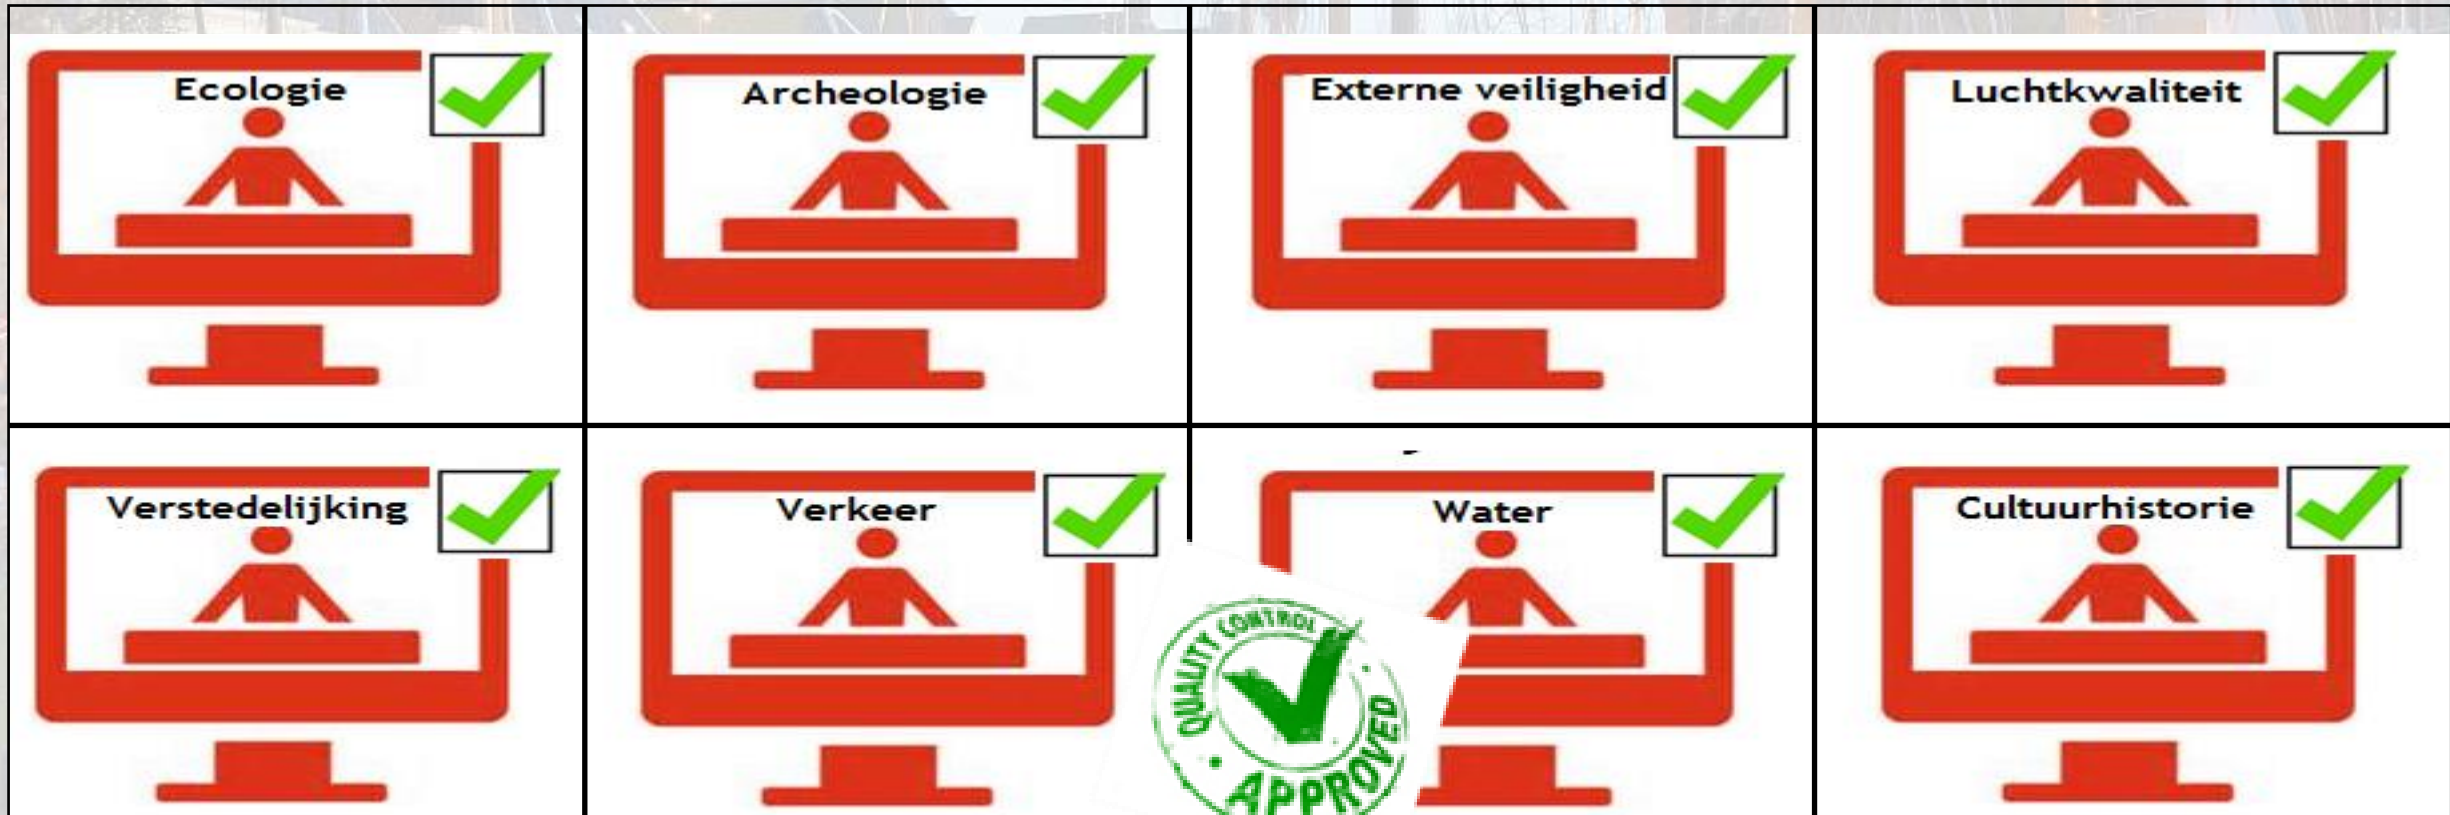 Ecologie
Archeologie
Externe veiligheid
Luchtkwaliteit
Verstedelijking
Verkeer
Water
Cultuurhistorie
QUALITY CONTROL
APPROVED